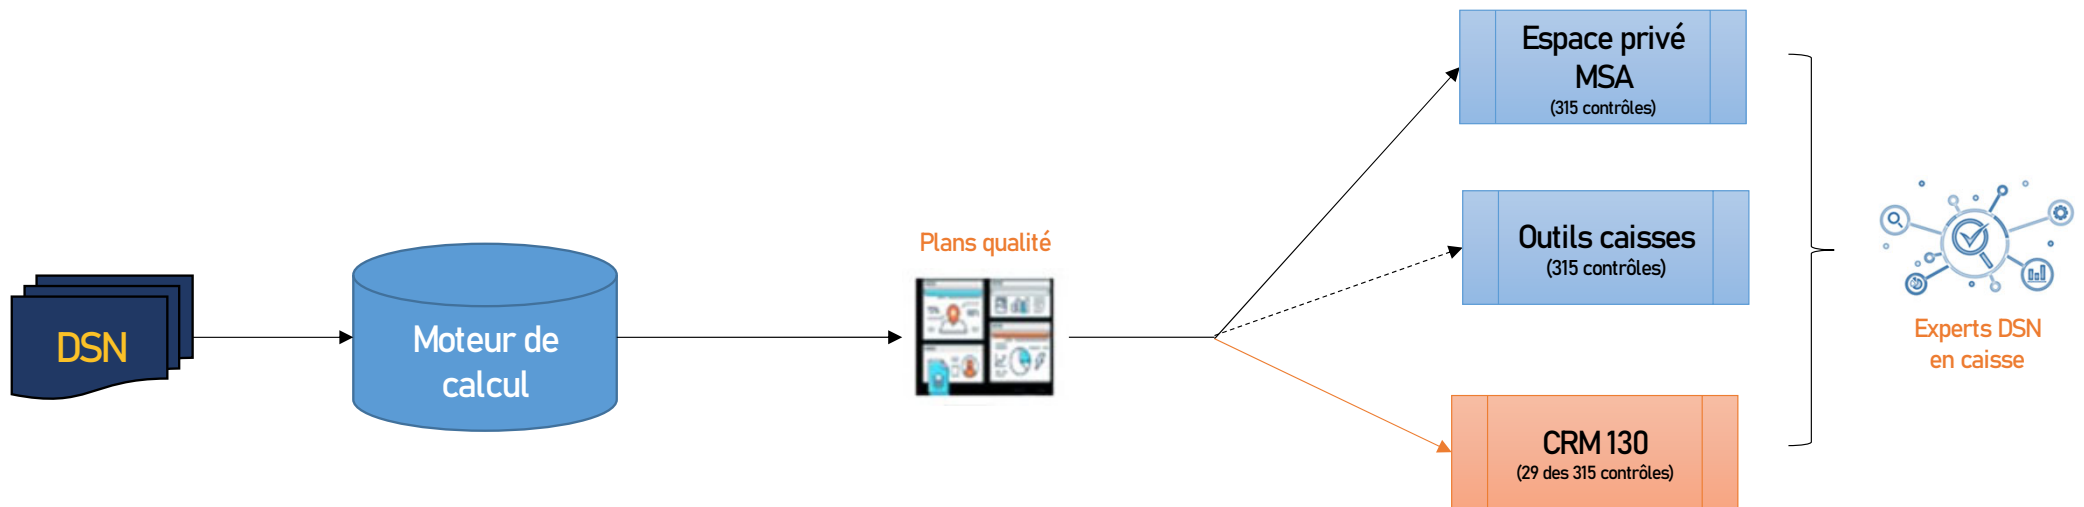 DSN
Moteur de
calcul
Plans qualité
Espace privé
MSA
(315 contrôles)
Outils caisses
(315 contrôles)
CRM 130
(29 des 315 contrôles)
Experts DSN
en caisse